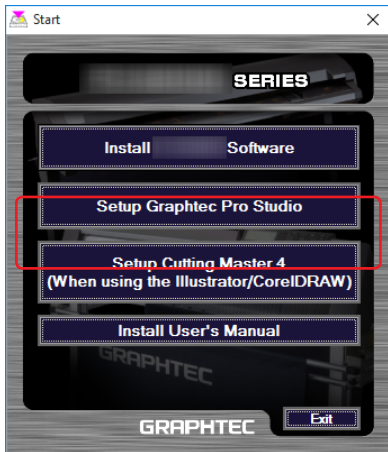 Start
SERIES
Install Software
Setup Graphtec Pro Studio
Setup Cutting Master 4
(When using the Illustrator/CorelDRAW)
Install User's Manual
GRAPHTEC
GRAPHTEC
Exit